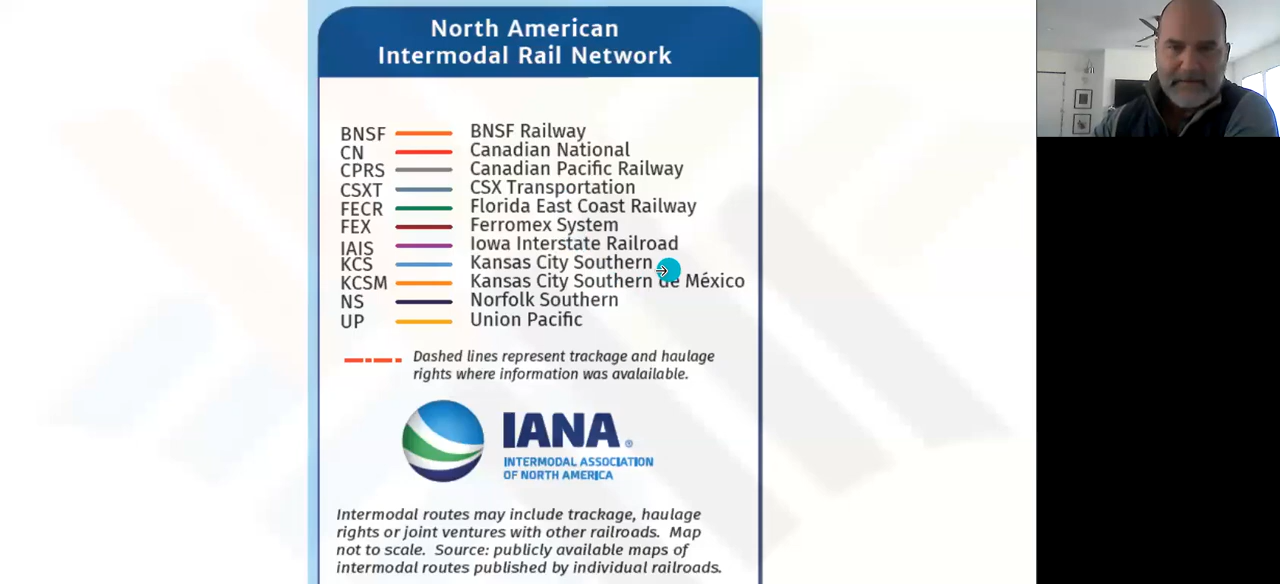 North American
Intermodal Rail Network
BNSF BNSF Railway
CN Canadian National
CPRS Canadian Pacific Railway
CSXT CSX Transportation
FECR Florida East Coast Railway
FEX Ferromex System
IAIS Iowa Interstate Railroad
KCS Kansas City Southern
KCSM Kansas City Southern de México
NS Norfolk Southern
UP Union Pacific
Dashed lines represent trackage and haulage
rights where information was avalailable.
IANA®
INTERMODAL ASSOCIATION
OF NORTH AMERICA
Intermodal routes may include trackage, haulage
rights or joint ventures with other railroads. Map
not to scale. Source: publicly available maps of
intermodal routes published by individual railroads.